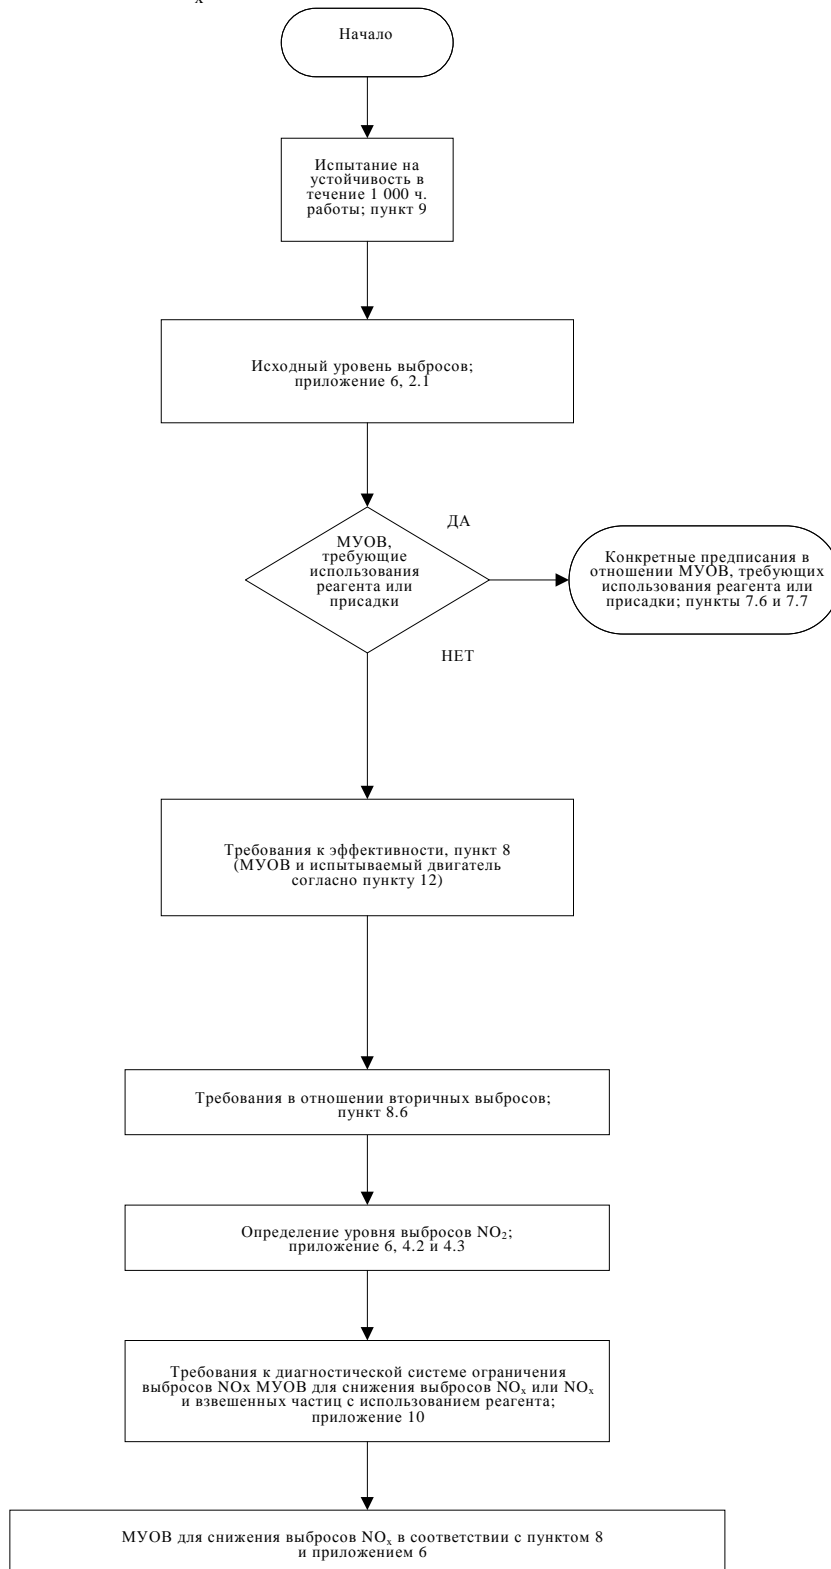 x
Начало
Испытание на
устойчивость в
течение 1 000 ч.
работы; пункт 9
Исходный уровень выбросов;
приложение 6, 2.1
ДА
МУОВ,
требующие
использования
реагента или
присадки
Конкретные предписания в
отношении МУОВ, требующих
использования реагента или
присадки; пункты 7.6 и 7.7
НЕТ
Требования к эффективности, пункт 8
(МУОВ и испытываемый двигатель
согласно пункту 12)
Требования в отношении вторичных выбросов;
пункт 8.6
Определение уровня выбросов NO₂;
приложение 6, 4.2 и 4.3
Требования к диагностической системе ограничения
выбросов NOx МУОВ для снижения выбросов NOₓ или NOₓ
и взвешенных частиц с использованием реагента;
приложение 10
МУОВ для снижения выбросов NOₓ в соответствии с пунктом 8
и приложением 6